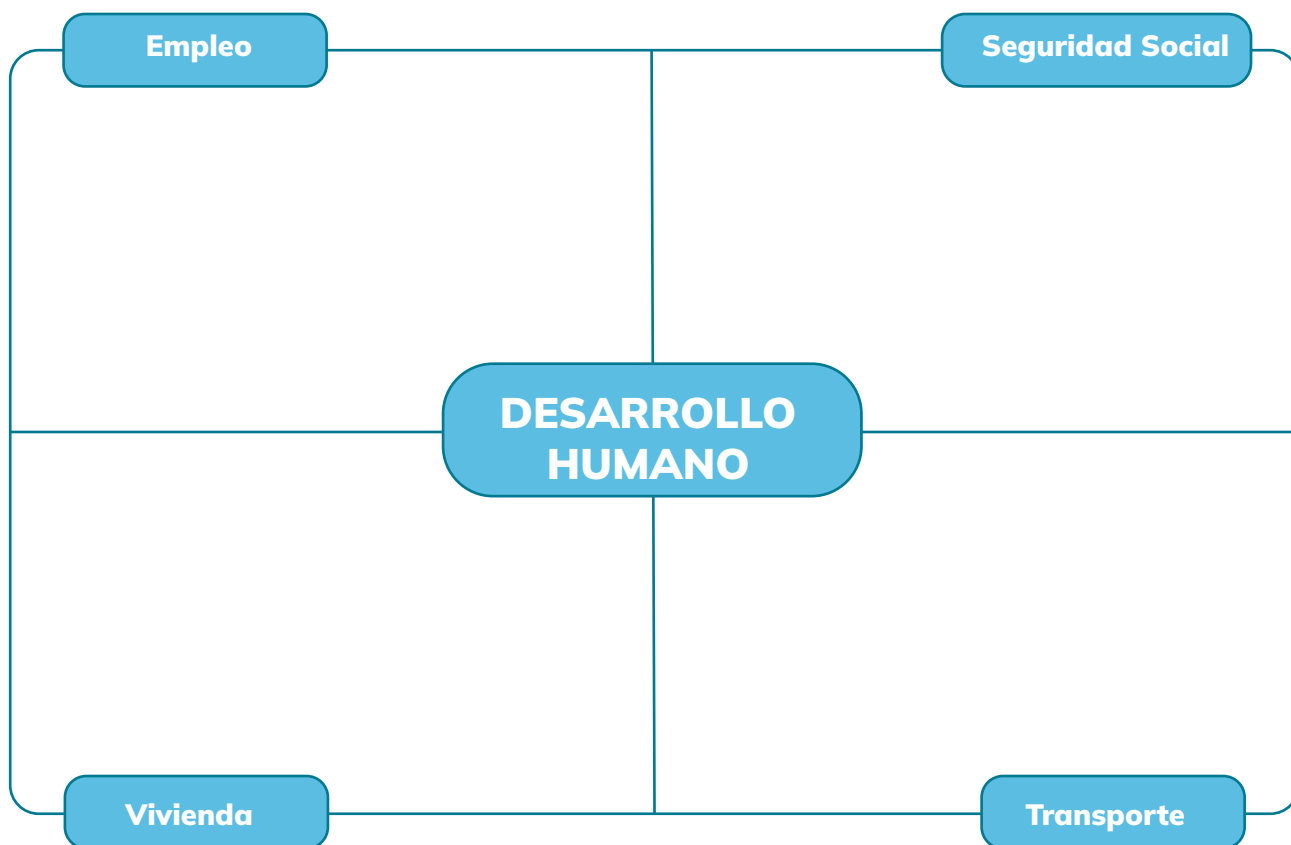 Empleo
Seguridad Social
DESARROLLO
HUMANO
Vivienda
Transporte